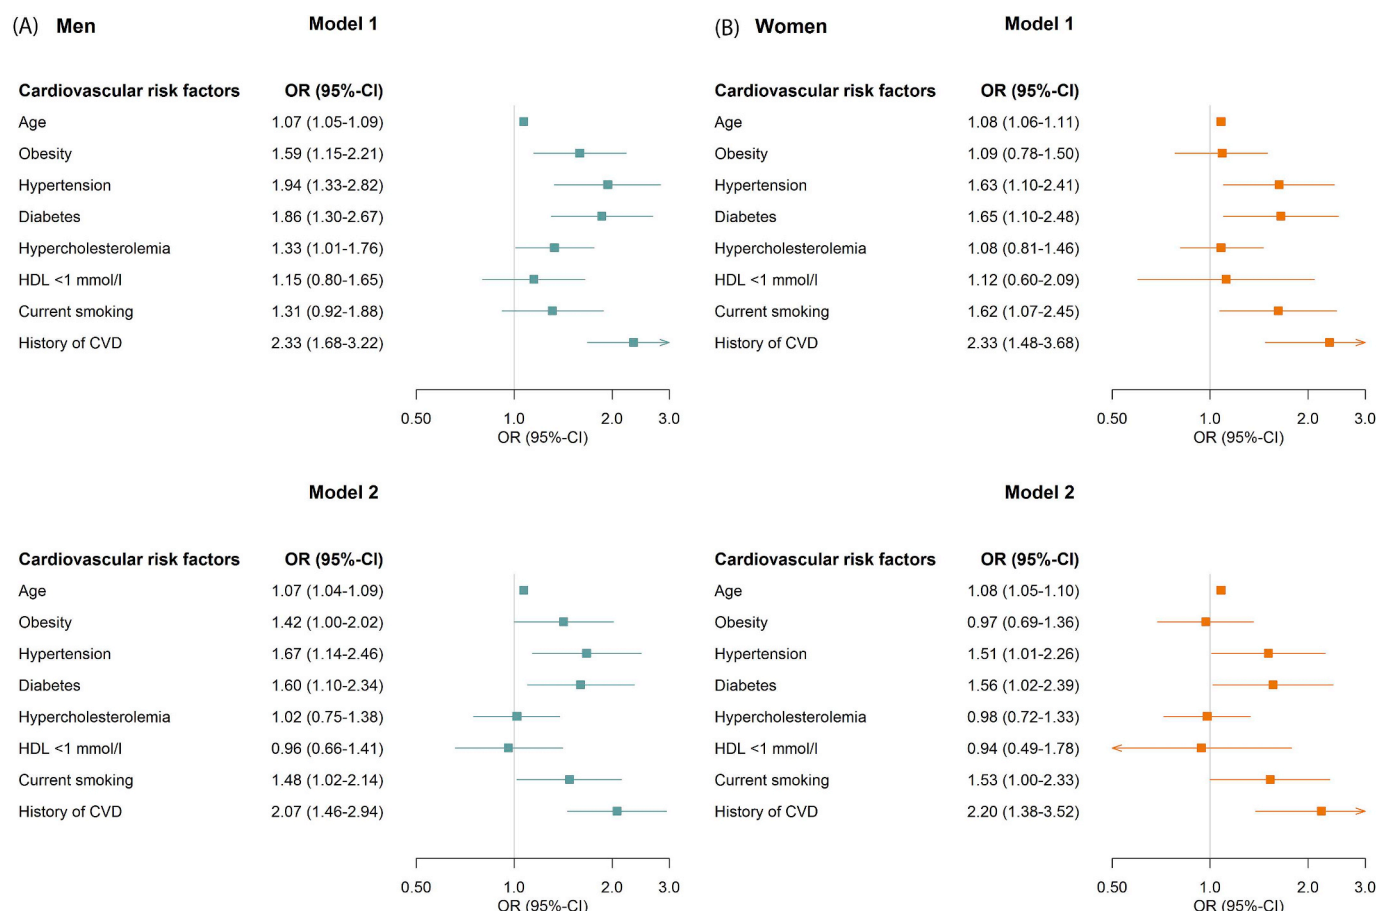 (A) Men Model 1
Cardiovascular risk factors OR (95%-CI)
Age 1.07 (1.05-1.09)
Obesity 1.59 (1.15-2.21)
Hypertension 1.94 (1.33-2.82)
Diabetes 1.86 (1.30-2.67)
Hypercholesterolemia 1.33 (1.01-1.76)
HDL <1 mmol/l 1.15 (0.80-1.65)
Current smoking 1.31 (0.92-1.88)
History of CVD 2.33 (1.68-3.22)
0.50 1.0 2.0 3.0
OR (95%-CI)
(B) Women Model 1
Cardiovascular risk factors OR (95%-CI)
Age 1.08 (1.06-1.11)
Obesity 1.09 (0.78-1.50)
Hypertension 1.63 (1.10-2.41)
Diabetes 1.65 (1.10-2.48)
Hypercholesterolemia 1.08 (0.81-1.46)
HDL <1 mmol/l 1.12 (0.60-2.09)
Current smoking 1.62 (1.07-2.45)
History of CVD 2.33 (1.48-3.68)
0.50 1.0 2.0 3.0
OR (95%-CI)
Model 2
Cardiovascular risk factors OR (95%-CI)
Age 1.07 (1.04-1.09)
Obesity 1.42 (1.00-2.02)
Hypertension 1.67 (1.14-2.46)
Diabetes 1.60 (1.10-2.34)
Hypercholesterolemia 1.02 (0.75-1.38)
HDL <1 mmol/l 0.96 (0.66-1.41)
Current smoking 1.48 (1.02-2.14)
History of CVD 2.07 (1.46-2.94)
0.50 1.0 2.0 3.0
OR (95%-CI)
Model 2
Cardiovascular risk factors OR (95%-CI)
Age 1.08 (1.05-1.10)
Obesity 0.97 (0.69-1.36)
Hypertension 1.51 (1.01-2.26)
Diabetes 1.56 (1.02-2.39)
Hypercholesterolemia 0.98 (0.72-1.33)
HDL <1 mmol/l 0.94 (0.49-1.78)
Current smoking 1.53 (1.00-2.33)
History of CVD 2.20 (1.38-3.52)
0.50 1.0 2.0 3.0
OR (95%-CI)